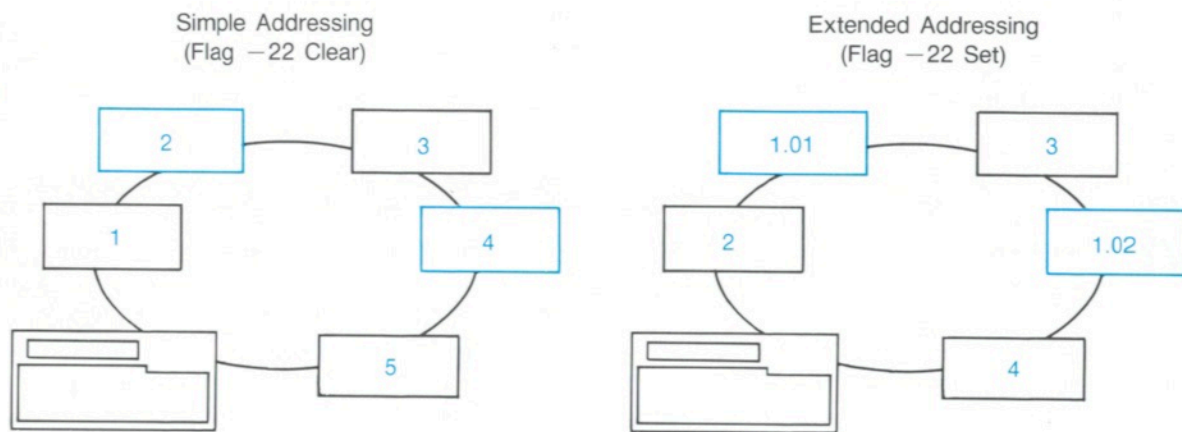 Simple Addressing
(Flag —22 Clear)
2
3
1
4
5
Extended Addressing
(Flag —22 Set)
1.01
3
2
1.02
4